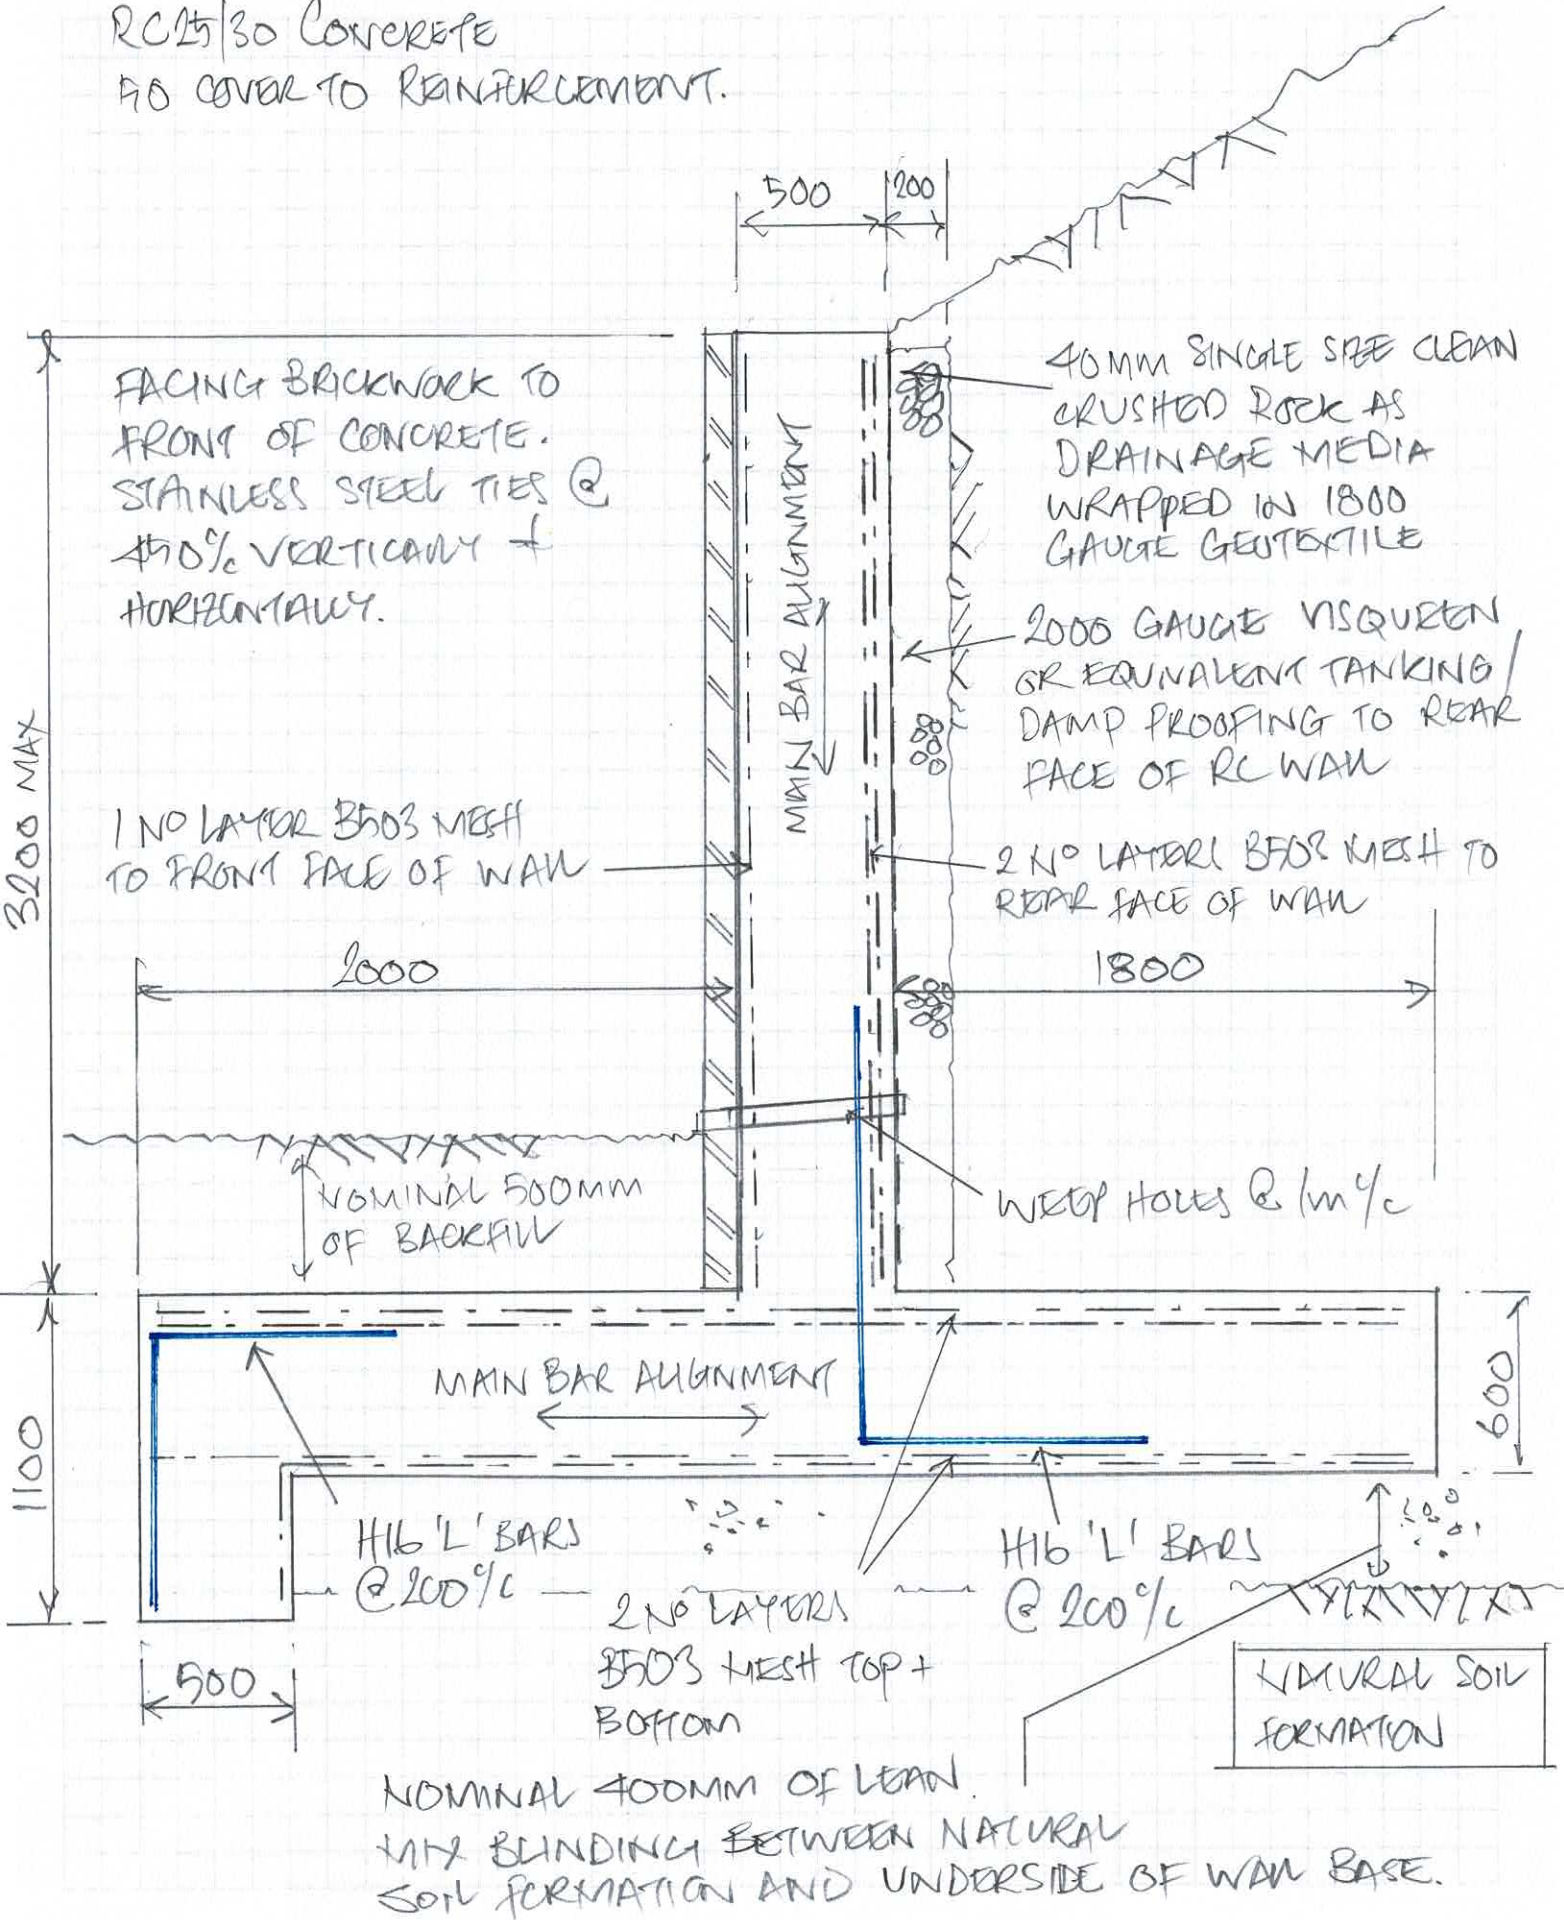 RC25/30 CONCRETE
50 COVER TO REINFORCEMENT.
500
200
FACING BRICKWORK TO
FRONT OF CONCRETE.
STAINLESS STEEL TIES @
450 c/c VERTICALLY +
HORIZONTALLY.
40MM SINGLE SIZE CLEAN
CRUSHED ROCK AS
DRAINAGE MEDIA
WRAPPED IN 1800
GAUGE GEOTEXTILE
MAIN BAR ALIGNMENT
2000 GAUGE VISQUEEN
OR EQUIVALENT TANKING/
DAMP PROOFING TO REAR
FACE OF RC WALL
3200 MAX
1 NO LAYER B503 MESH
TO FRONT FACE OF WALL
2 NO LAYERS B503 MESH TO
REAR FACE OF WALL
2000
1800
NOMINAL 500MM
OF BACKFILL
WEEP HOLES @ 1m c/c
MAIN BAR ALIGNMENT
1100
600
H16 'L' BARS
@ 200 c/c
2 NO LAYERS
B503 MESH TOP +
BOTTOM
H16 'L' BARS
@ 200 c/c
500
NATURAL SOIL
FORMATION
NOMINAL 400MM OF LEAN
MIX BLINDING BETWEEN NATURAL
SOIL FORMATION AND UNDERSIDE OF WALL BASE.